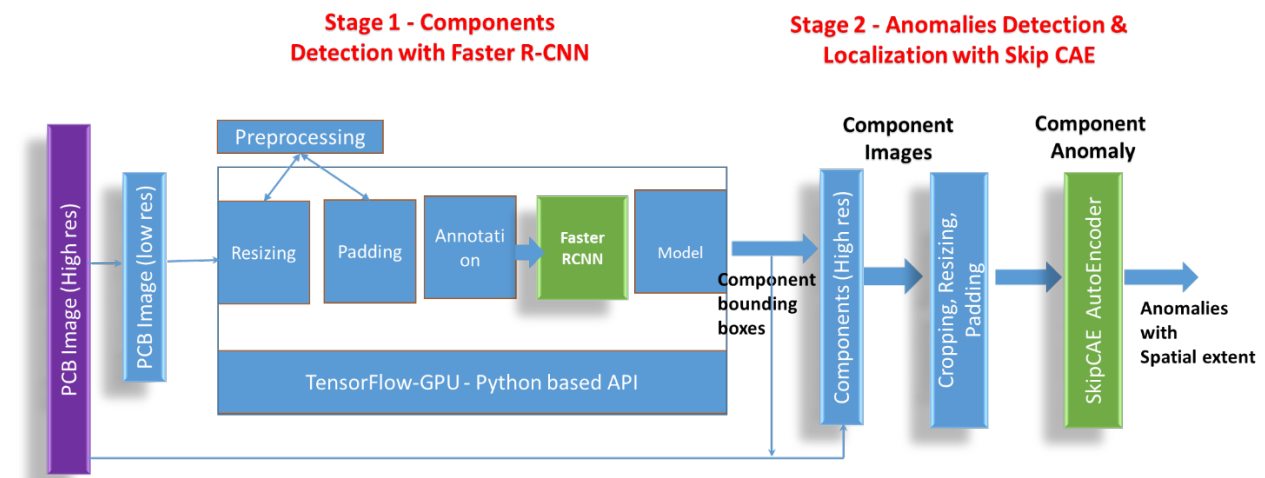 Stage 1 - Components
Detection with Faster R-CNN
Stage 2 - Anomalies Detection &
Localization with Skip CAE
PCB Image (High res)
PCB Image (low res)
Preprocessing
Resizing
Padding
Annotati
on
Faster
RCNN
Model
TensorFlow-GPU - Python based API
Component
bounding
boxes
Components (High res)
Component
Images
Cropping, Resizing,
Padding
Component
Anomaly
SkipCAE AutoEncoder
Anomalies
with
Spatial extent